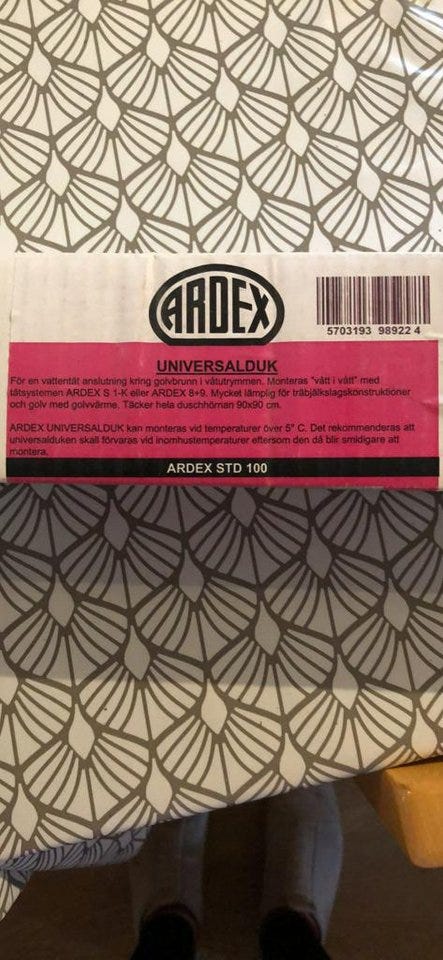 ARDEX
5703193 98922 4
UNIVERSALDUK
För en vattentät anslutning kring golvbrunn i våtutrymmen. Monteras "vått i vått" med
tätsystemen ARDEX S 1-K eller ARDEX 8+9. Mycket lämplig för träbjälkslagskonstruktioner
och golv med golvvärme. Täcker hela duschhörnan 90x90 cm.
ARDEX UNIVERSALDUK kan monteras vid temperaturer över 5° C. Det rekommenderas att
universalduken skall förvaras vid inomhustemperaturer eftersom den då blir smidigare att
montera.
ARDEX STD 100